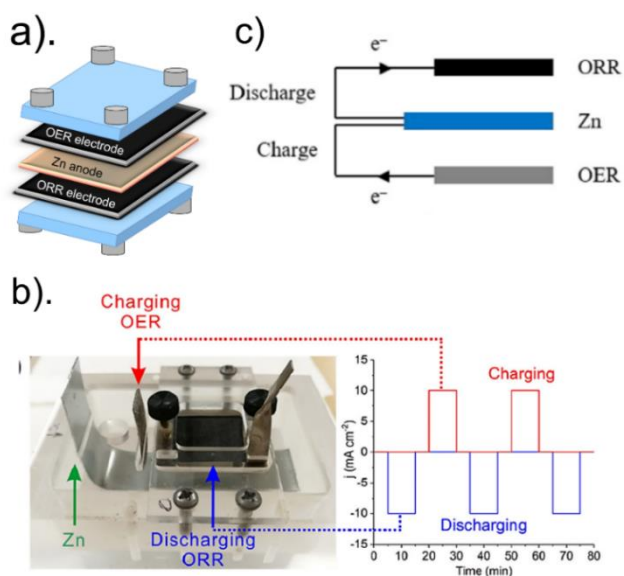 a).
OER electrode
Zn anode
ORR electrode
c)
e⁻
ORR
Discharge
Zn
Charge
OER
e⁻
b).
Charging
OER
Zn
Discharging
ORR
j (mA cm⁻²)
15
10
5
0
-5
-10
-15
Charging
Discharging
0 10 20 30 40 50 60 70 80
Time (min)